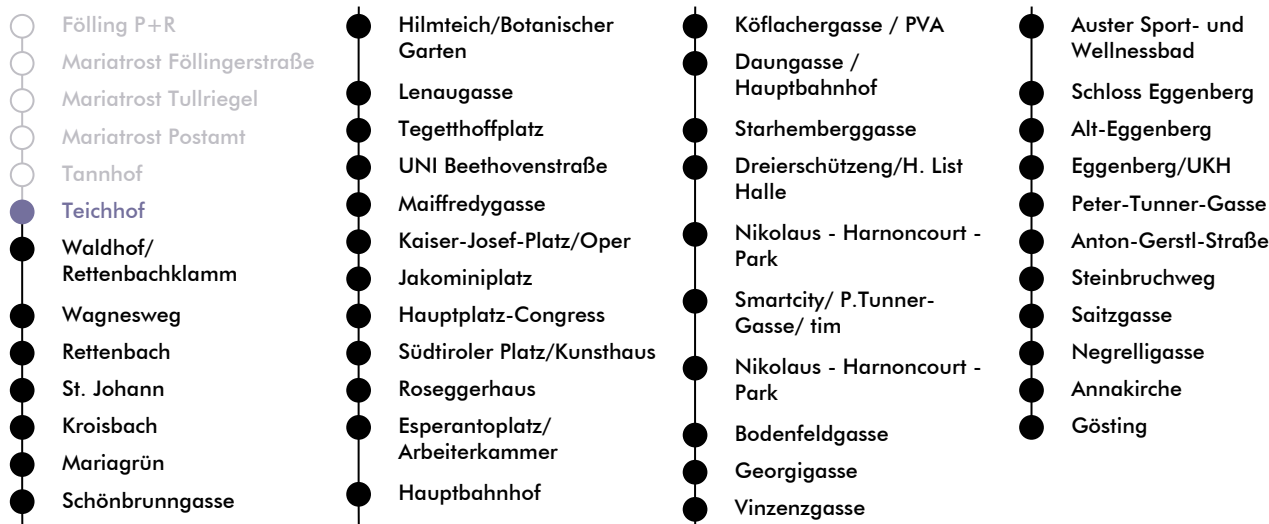 Fölling P+R
Mariatrost Föllingerstraße
Mariatrost Tullriegel
Mariatrost Postamt
Tannhof
Teichhof
Waldhof/
Rettenbachklamm
Wagnesweg
Rettenbach
St. Johann
Kroisbach
Mariagrün
Schönbrunngasse
Hilmteich/Botanischer
Garten
Lenaugasse
Tegetthoffplatz
UNI Beethovenstraße
Maiffredygasse
Kaiser-Josef-Platz/Oper
Jakominiplatz
Hauptplatz-Congress
Südtiroler Platz/Kunsthaus
Roseggerhaus
Esperantoplatz/
Arbeiterkammer
Hauptbahnhof
Köflachergasse / PVA
Daungasse /
Hauptbahnhof
Starhemberggasse
Dreierschützeng/H. List
Halle
Nikolaus - Harnoncourt -
Park
Smartcity/ P.Tunner-
Gasse/ tim
Nikolaus - Harnoncourt -
Park
Bodenfeldgasse
Georgigasse
Vinzenzgasse
Auster Sport- und
Wellnessbad
Schloss Eggenberg
Alt-Eggenberg
Eggenberg/UKH
Peter-Tunner-Gasse
Anton-Gerstl-Straße
Steinbruchweg
Saitzgasse
Negrelligasse
Annakirche
Gösting